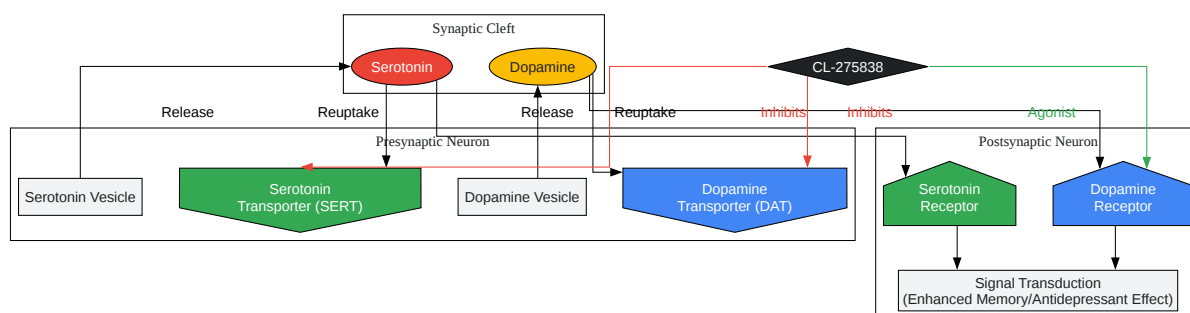 Synaptic Cleft
Serotonin
Dopamine
CL-275838
Release
Reuptake
Release
Reuptake
Inhibits
Inhibits
Agonist
Presynaptic Neuron
Postsynaptic Neuron
Serotonin Vesicle
Serotonin
Transporter (SERT)
Dopamine Vesicle
Dopamine
Transporter (DAT)
Serotonin
Receptor
Dopamine
Receptor
Signal Transduction
(Enhanced Memory/Antidepressant Effect)